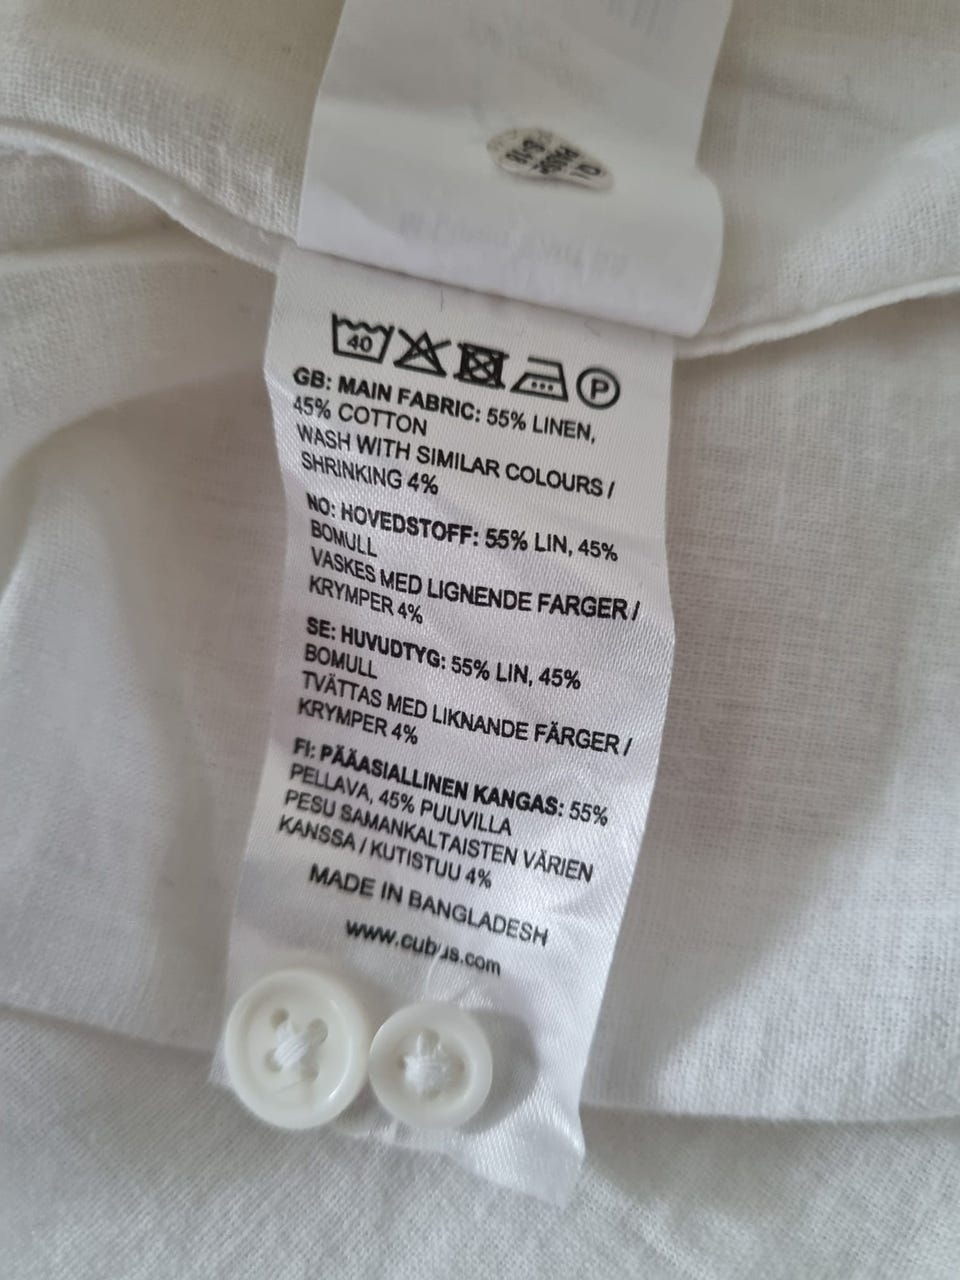 40 P
GB: MAIN FABRIC: 55% LINEN,
45% COTTON
WASH WITH SIMILAR COLOURS /
SHRINKING 4%
NO: HOVEDSTOFF: 55% LIN, 45%
BOMULL
VASKES MED LIGNENDE FARGER /
KRYMPER 4%
SE: HUVUDTYG: 55% LIN, 45%
BOMULL
TVÄTTAS MED LIKNANDE FÄRGER /
KRYMPER 4%
FI: PÄÄASIALLINEN KANGAS: 55%
PELLAVA, 45% PUUVILLA
PESU SAMANKALTAISTEN VÄRIEN
KANSSA / KUTISTUU 4%
MADE IN BANGLADESH
www.cubus.com